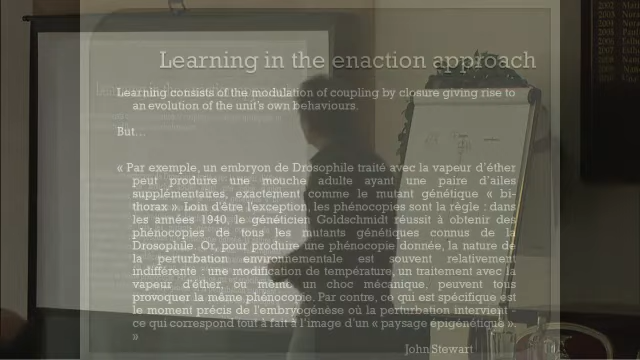 Learning in the enaction approach
Learning consists of the modulation of coupling by closure giving rise to
an evolution of the unit's own behaviours.
But...
« Par exemple, un embryon de Drosophile traité avec la vapeur d'éther
peut produire une mouche adulte ayant une paire d'ailes
supplémentaires, exactement comme le mutant génétique « bi-
thorax ». Loin d'être l'exception, les phénocopies sont la règle : dans
les années 1940, le généticien Goldschmidt réussit à obtenir des
phénocopies de tous les mutants génétiques connus de la
Drosophile. Or, pour produire une phénocopie donnée, la nature de
la perturbation environnementale est souvent relativement
indifférente : une modification de température, un traitement avec la
vapeur d'éther, ou même un choc mécanique, peuvent tous
provoquer la même phénocopie. Par contre, ce qui est spécifique est
le moment précis de l'embryogénèse où la perturbation intervient -
ce qui correspond tout à fait à l'image d'un « paysage épigénétique ».
»
John Stewart